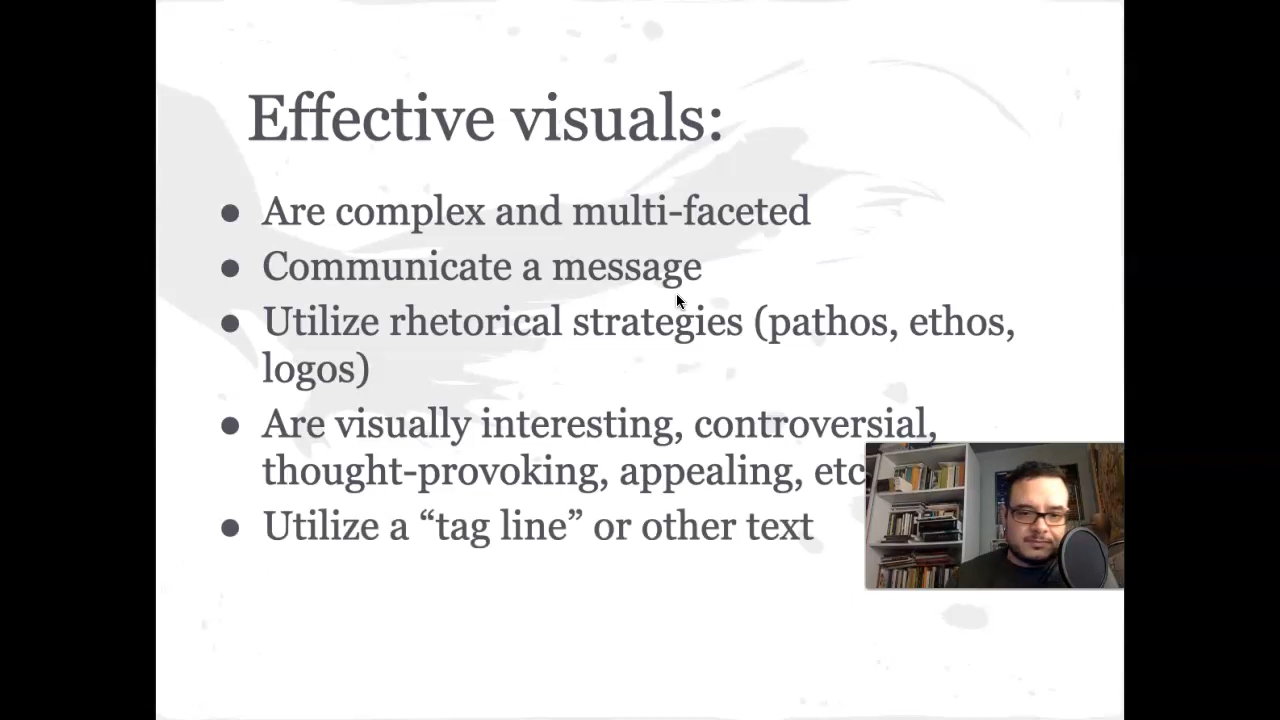 Effective visuals:
● Are complex and multi-faceted
● Communicate a message
● Utilize rhetorical strategies (pathos, ethos,
logos)
● Are visually interesting, controversial,
thought-provoking, appealing, etc
● Utilize a “tag line” or other text